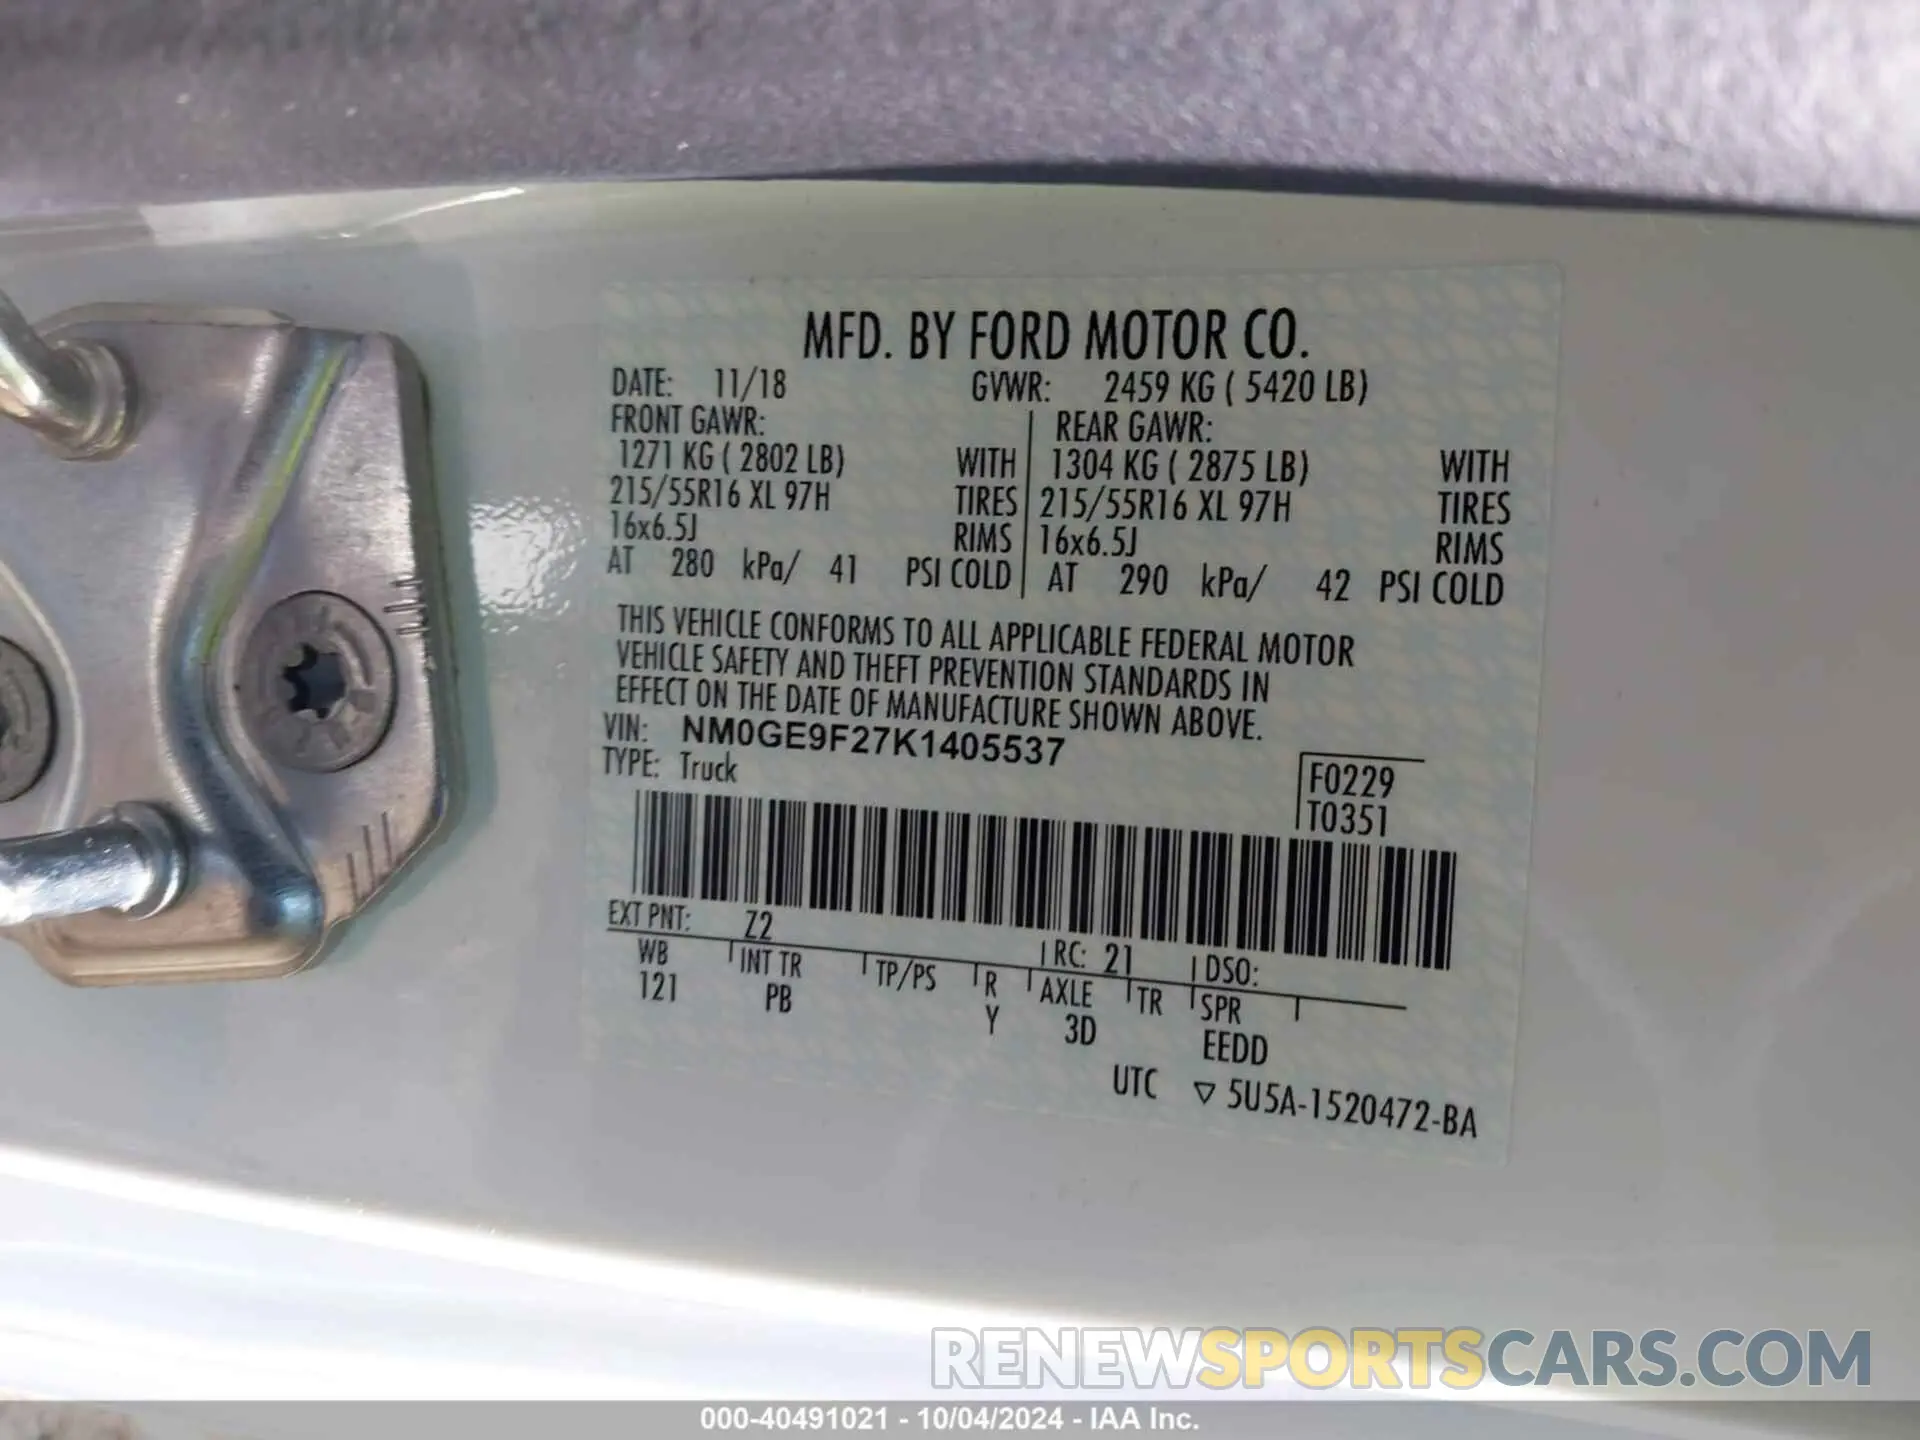 MFD. BY FORD MOTOR CO.
DATE: 11/18 GVWR: 2459 KG ( 5420 LB)
FRONT GAWR: REAR GAWR:
1271 KG ( 2802 LB) WITH 1304 KG ( 2875 LB) WITH
215/55R16 XL 97H TIRES 215/55R16 XL 97H TIRES
16x6.5J RIMS 16x6.5J RIMS
AT 280 kPa/ 41 PSI COLD AT 290 kPa/ 42 PSI COLD
THIS VEHICLE CONFORMS TO ALL APPLICABLE FEDERAL MOTOR
VEHICLE SAFETY AND THEFT PREVENTION STANDARDS IN
EFFECT ON THE DATE OF MANUFACTURE SHOWN ABOVE.
VIN: NM0GE9F27K1405537
TYPE: Truck
F0229
T0351
EXT PNT: Z2 RC: 21 DSO:
WB INT TR TP/PS R AXLE TR SPR
121 PB Y 3D EEDD
UTC ▽ 5U5A-1520472-BA
RENEWSPORTSCARS.COM
000-40491021 - 10/04/2024 - IAA Inc.